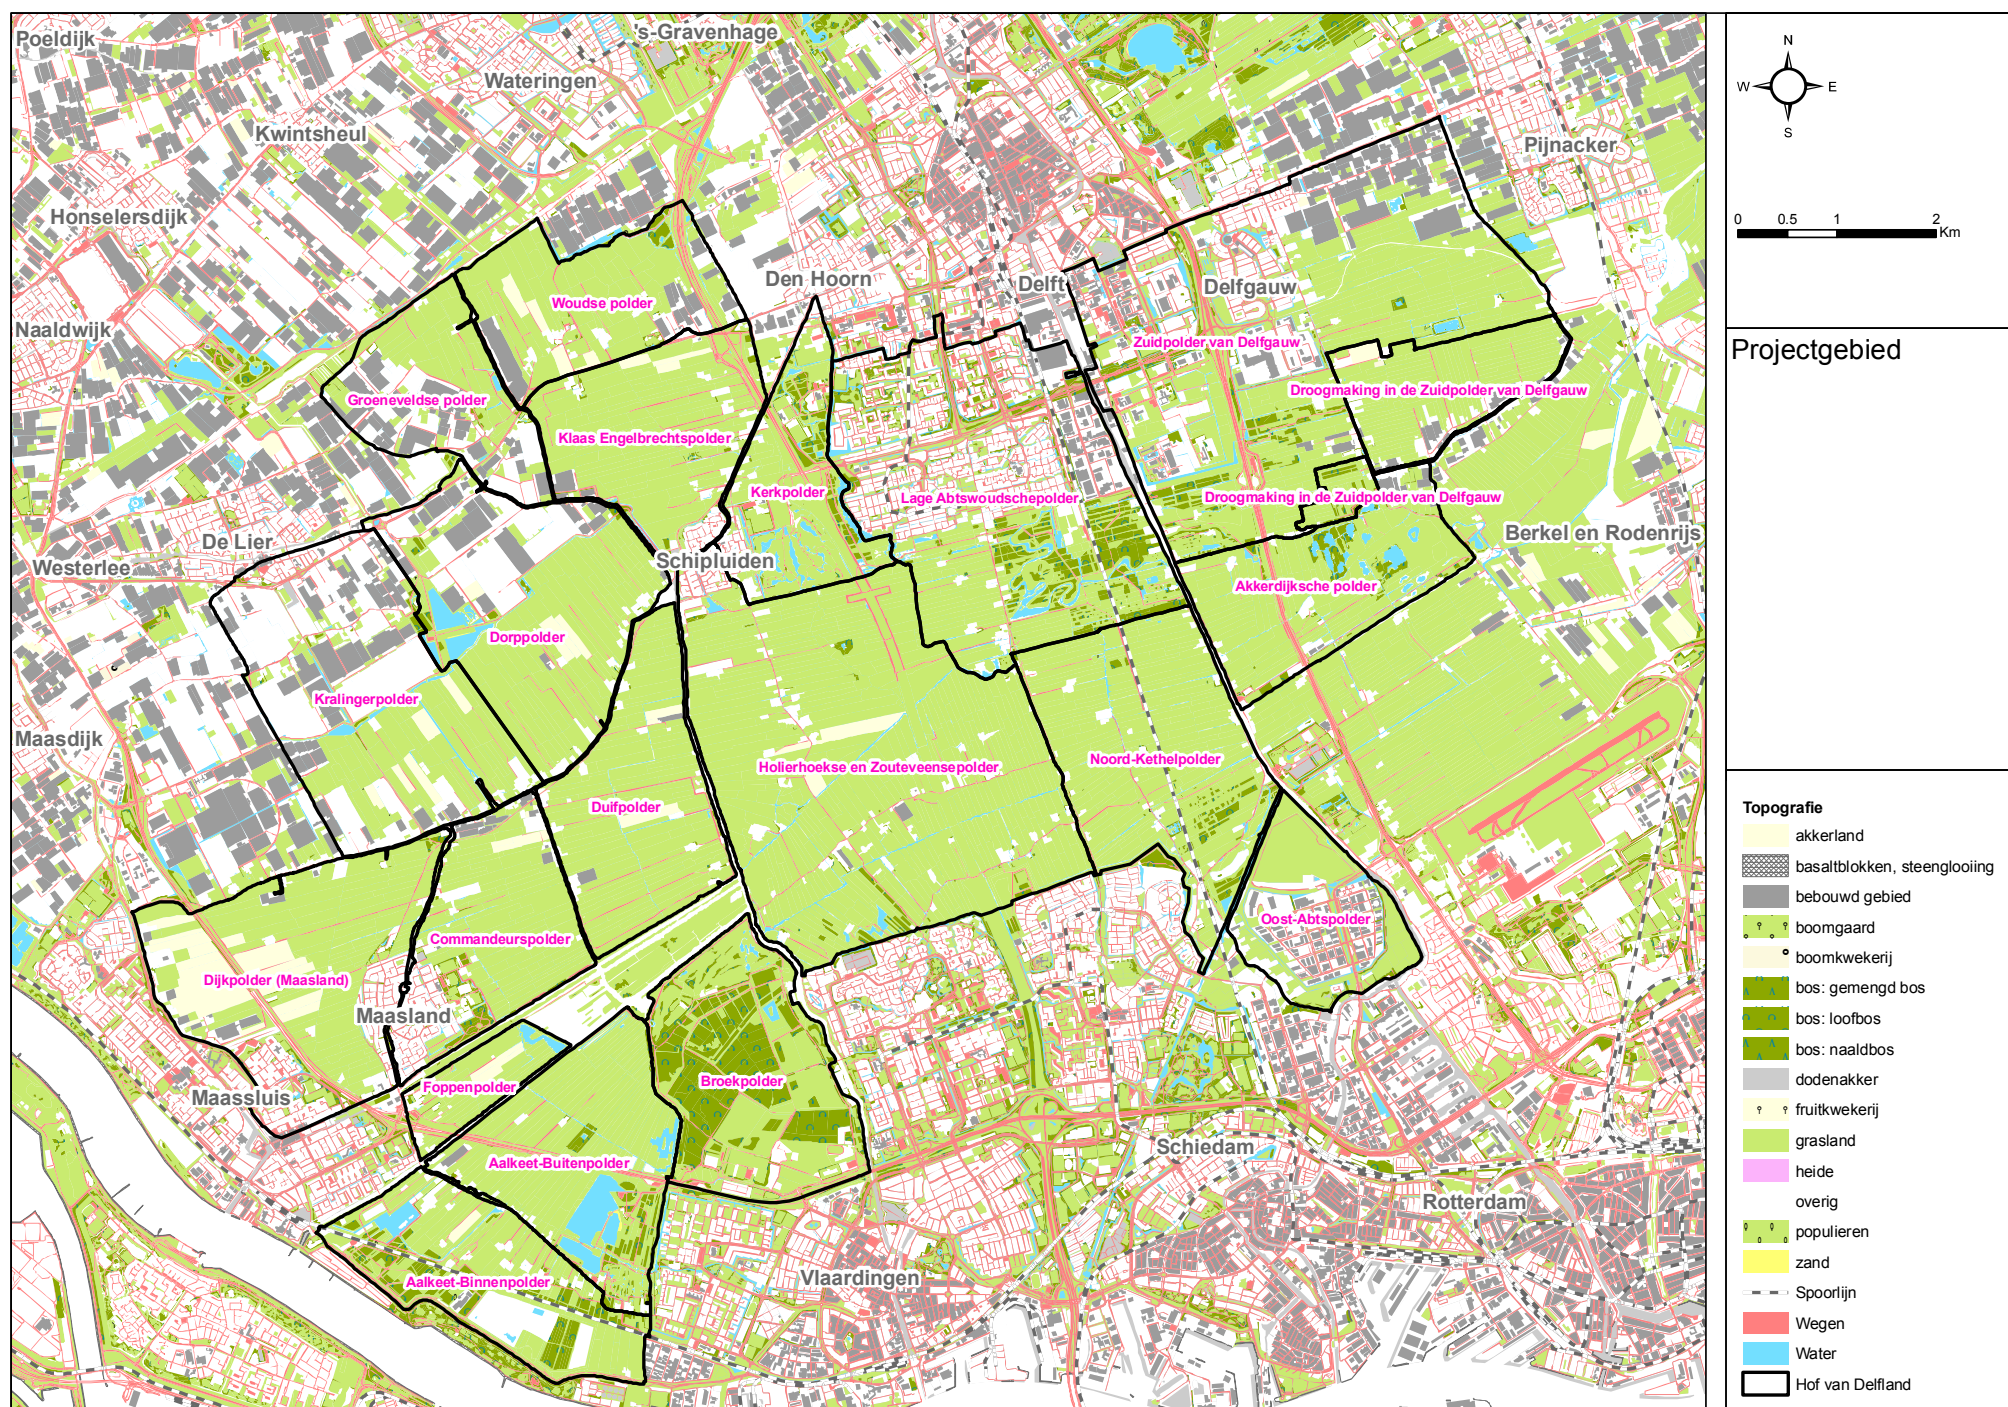 Poeldijk
's-Gravenhage
Wateringen
Kwintsheul
Pijnacker
Honselersdijk
Den Hoorn
Delft
Delfgauw
Woudse polder
Naaldwijk
Zuidpolder van Delfgauw
Groeneveldse polder
Droogmaking in de Zuidpolder van Delfgauw
Klaas Engelbrechtspolder
Kerkpolder
Lage Abtswoudschepolder
Droogmaking in de Zuidpolder van Delfgauw
De Lier
Berkel en Rodenrijs
Westerlee
Schipluiden
Akkerdijksche polder
Dorppolder
Kralingerpolder
Maasdijk
Holierhoekse en Zouteveensepolder
Noord-Kethelpolder
Duifpolder
Oost-Abtspolder
Commandeurspolder
Dijkpolder (Maasland)
Maasland
Foppenpolder
Broekpolder
Maassluis
Aalkeet-Buitenpolder
Schiedam
Rotterdam
Aalkeet-Binnenpolder
Vlaardingen
N
W E
S
0 0.5 1 2
Km
Projectgebied
Topografie
akkerland
basaltblokken, steenglooiing
bebouwd gebied
boomgaard
boomkwekerij
bos: gemengd bos
bos: loofbos
bos: naaldbos
dodenakker
fruitkwekerij
grasland
heide
overig
populieren
zand
Spoorlijn
Wegen
Water
Hof van Delfland